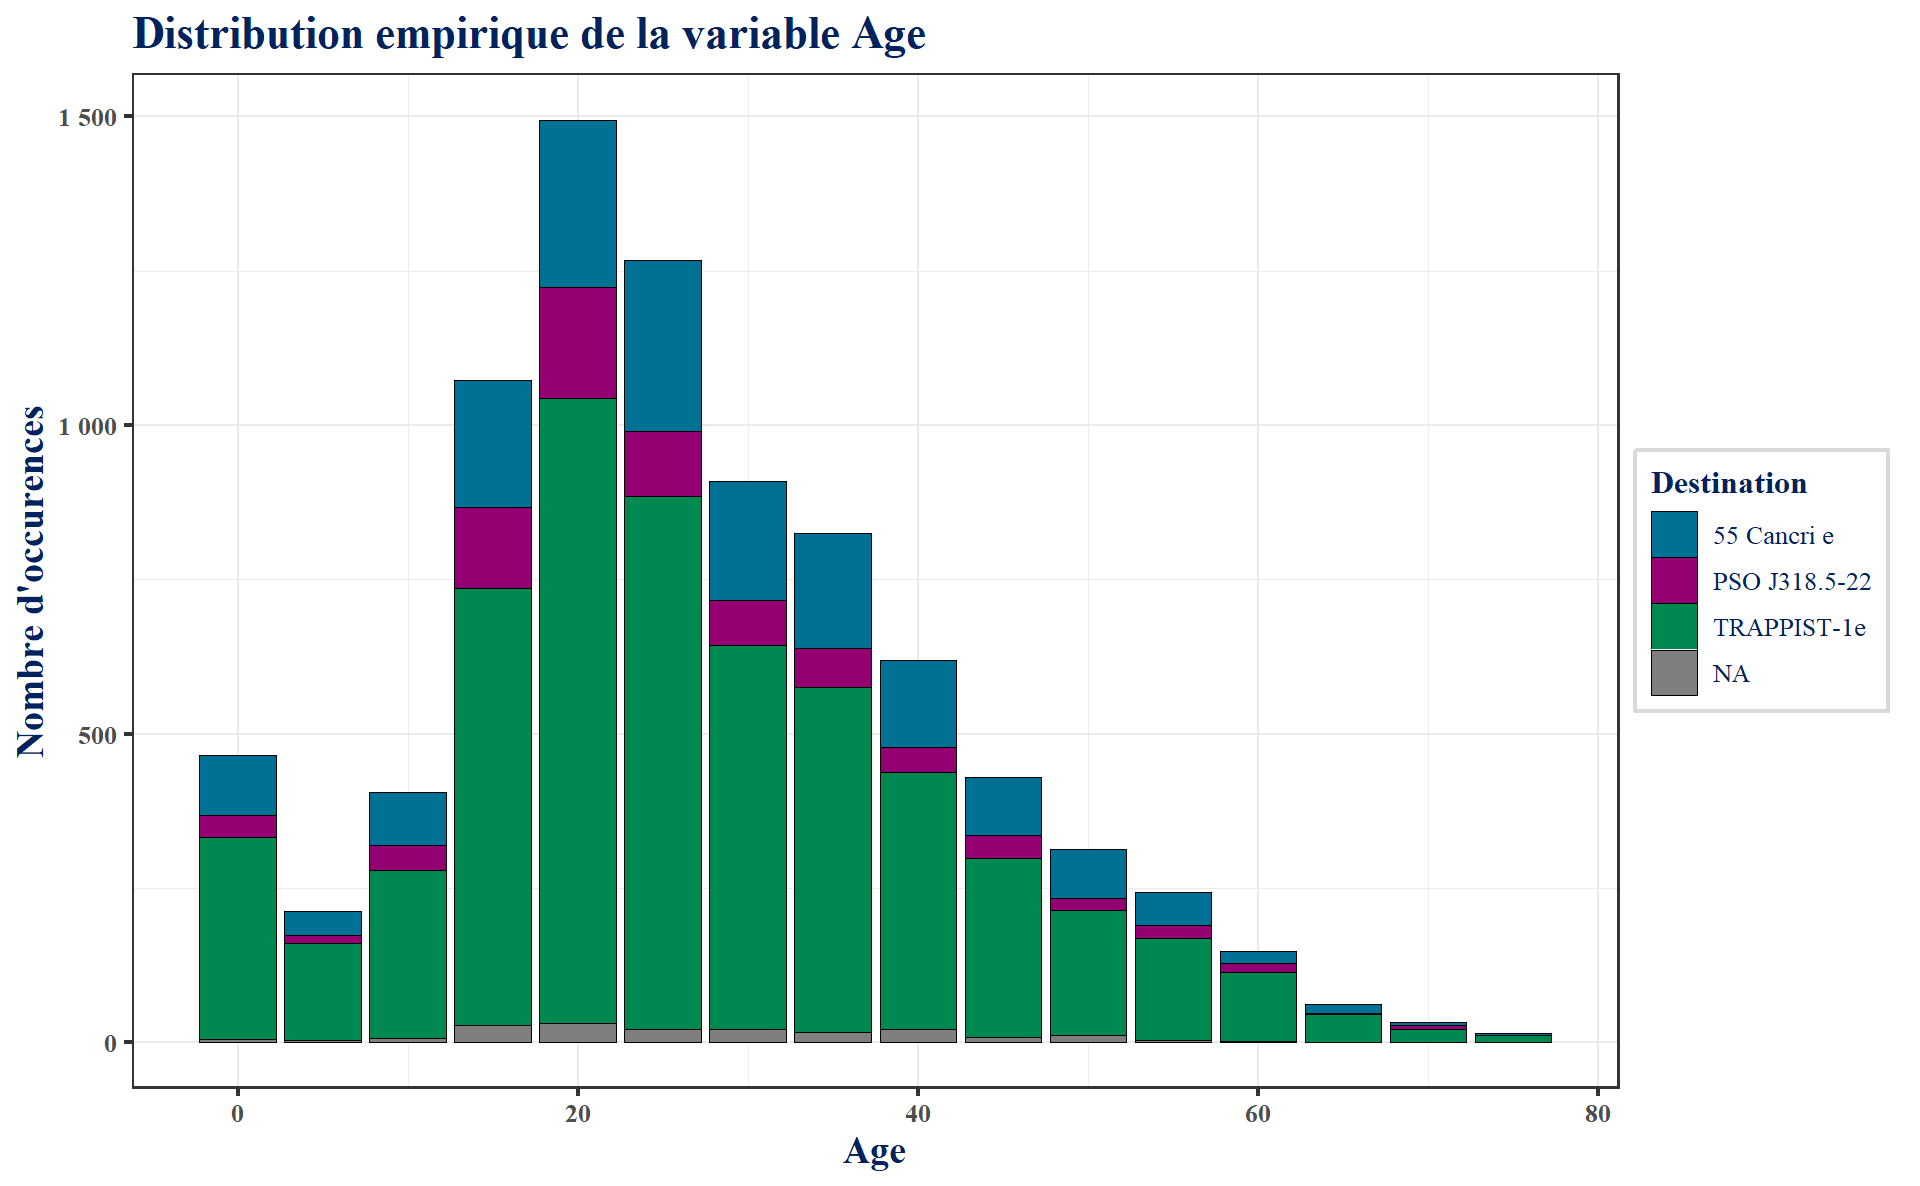 Distribution empirique de la variable Age
Nombre d'occurences
1 500
1 000
500
0
0
20
40
60
80
Age
Destination
55 Cancri e
PSO J318.5-22
TRAPPIST-1e
NA